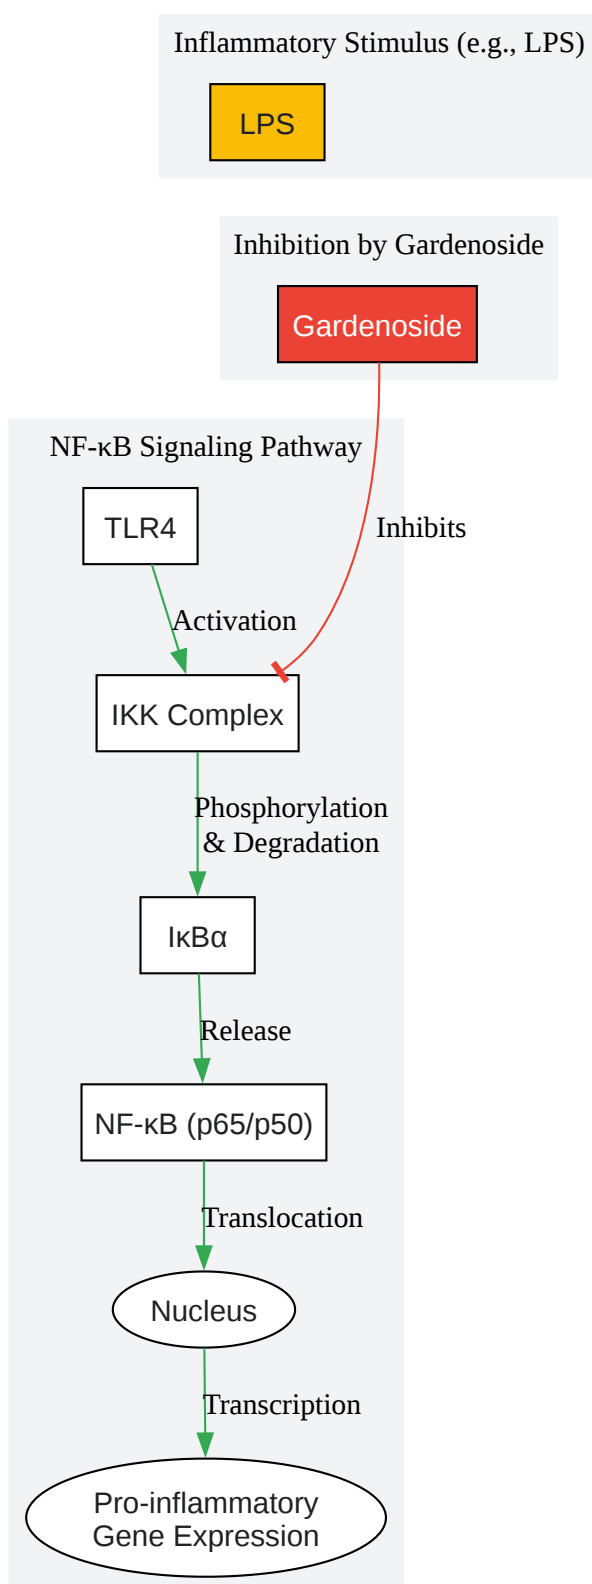 Inflammatory Stimulus (e.g., LPS)
LPS
Inhibition by Gardenoside
Gardenoside
NF-κB Signaling Pathway
TLR4
Inhibits
Activation
IKK Complex
Phosphorylation
& Degradation
IκBα
Release
NF-κB (p65/p50)
Translocation
Nucleus
Transcription
Pro-inflammatory
Gene Expression